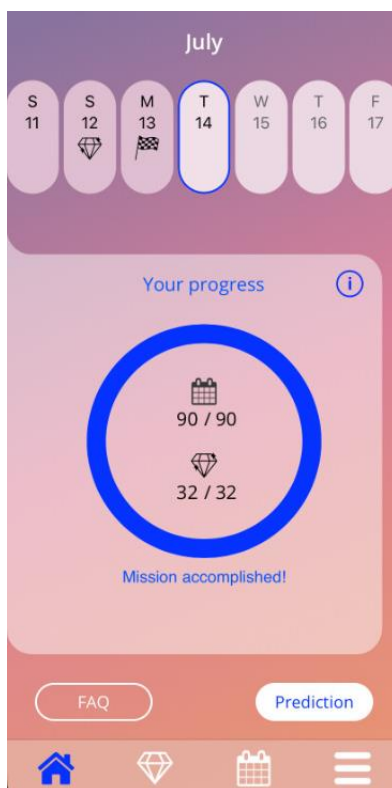 July
S S M T W T F
11 12 13 14 15 16 17
Your progress
i
90 / 90
32 / 32
Mission accomplished!
FAQ
Prediction